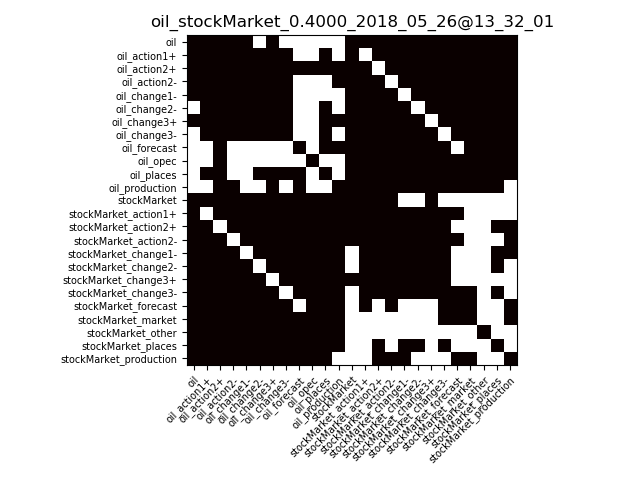 oil_stockMarket_0.4000_2018_05_26@13_32_01
oil
oil_action1+
oil_action2+
oil_action2-
oil_change1-
oil_change2-
oil_change3+
oil_change3-
oil_forecast
oil_opec
oil_places
oil_production
stockMarket
stockMarket_action1+
stockMarket_action2+
stockMarket_action2-
stockMarket_change1-
stockMarket_change2-
stockMarket_change3+
stockMarket_change3-
stockMarket_forecast
stockMarket_market
stockMarket_other
stockMarket_places
stockMarket_production
oil
oil_action1+
oil_action2+
oil_action2-
oil_change1-
oil_change2-
oil_change3+
oil_change3-
oil_forecast
oil_opec
oil_places
oil_production
stockMarket
stockMarket_action1+
stockMarket_action2+
stockMarket_action2-
stockMarket_change1-
stockMarket_change2-
stockMarket_change3+
stockMarket_change3-
stockMarket_forecast
stockMarket_market
stockMarket_other
stockMarket_places
stockMarket_production